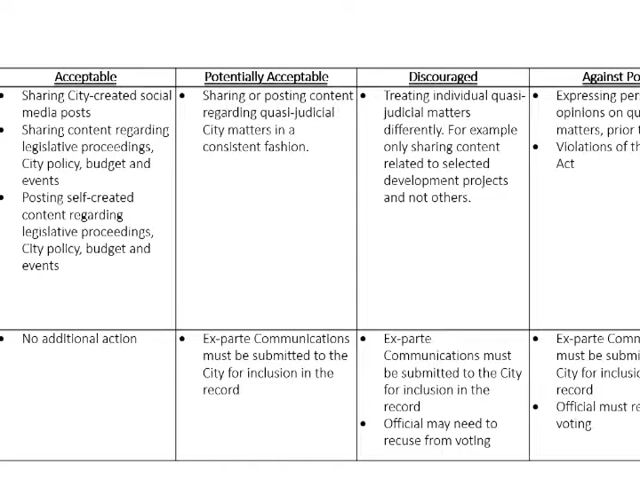 Acceptable
Sharing City-created social
media posts
Sharing content regarding
legislative proceedings,
City policy, budget and
events
Posting self-created
content regarding
legislative proceedings,
City policy, budget and
events
No additional action
Potentially Acceptable
Sharing or posting content
regarding quasi-judicial
City matters in a
consistent fashion.
Ex-parte Communications
must be submitted to the
City for inclusion in the
record
Discouraged
Treating individual quasi-
judicial matters
differently. For example
only sharing content
related to selected
development projects
and not others.
Ex-parte
Communications must
be submitted to the City
for inclusion in the
record
Official may need to
recuse from voting
Against Po
Expressing per
opinions on qu
matters, prior t
Violations of th
Act
Ex-parte Comm
must be submi
City for inclusio
record
Official must re
voting